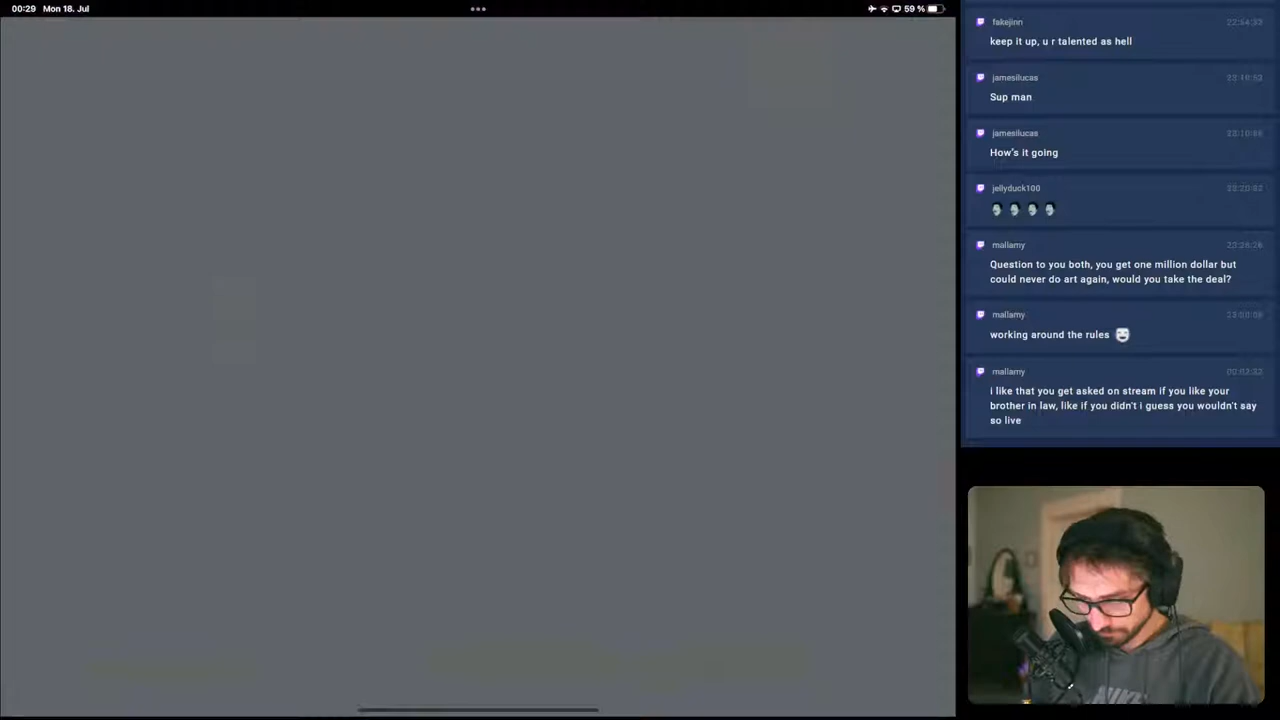 00:29 Mon 18. Jul
59 %
fakejinn
keep it up, u r talented as hell
jamesilucas
Sup man
jamesilucas
How's it going
jellyduck100
mallamy
Question to you both, you get one million dollar but
could never do art again, would you take the deal?
mallamy
working around the rules
mallamy
i like that you get asked on stream if you like your
brother in law, like if you didn't i guess you wouldn't say
so live
NIKE